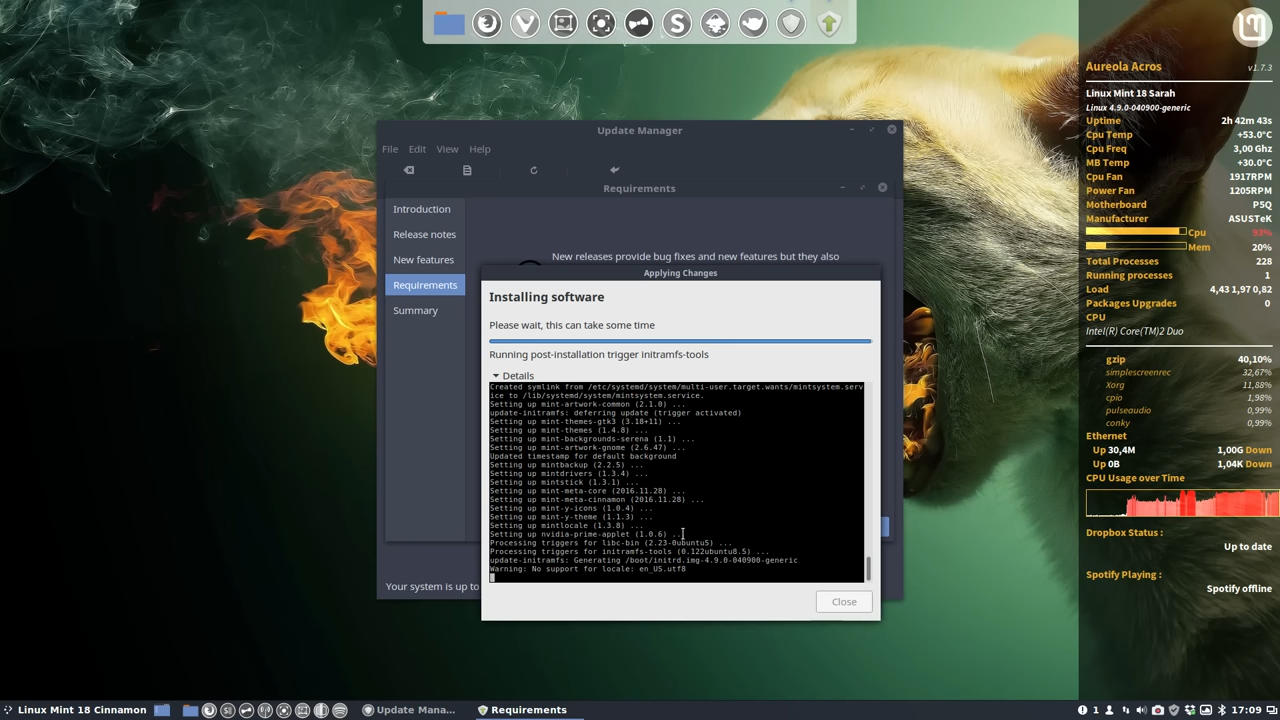 Update Manager
File Edit View Help
Requirements
Introduction
Release notes
New features
Requirements
Summary
New releases provide bug fixes and new features but they also
Applying Changes
Installing software
Please wait, this can take some time
Running post-installation trigger initramfs-tools
Details
Created symlink from /etc/systemd/system/multi-user.target.wants/mintsystem.serv
ice to /lib/systemd/system/mintsystem.service.
Setting up mint-artwork-common (2.1.0) ...
update-initramfs: deferring update (trigger activated)
Setting up mint-themes-gtk3 (3.18+11) ...
Setting up mint-themes (1.4.8) ...
Setting up mint-backgrounds-serena (1.1) ...
Setting up mint-artwork-gnome (2.6.47) ...
Updated timestamp for default background
Setting up mintbackup (2.2.5) ...
Setting up mintdrivers (1.3.4) ...
Setting up mintstick (1.3.1) ...
Setting up mint-meta-core (2016.11.28) ...
Setting up mint-meta-cinnamon (2016.11.28) ...
Setting up mint-y-icons (1.0.4) ...
Setting up mint-y-theme (1.1.3) ...
Setting up mintlocale (1.3.8) ...
Setting up nvidia-prime-applet (1.0.6) ...
Processing triggers for libc-bin (2.23-0ubuntu5) ...
Processing triggers for initramfs-tools (0.122ubuntu8.5) ...
update-initramfs: Generating /boot/initrd.img-4.9.0-040900-generic
Warning: No support for locale: en_US.utf8
Close
Your system is up to
Aureola Acros v1.7.3
Linux Mint 18 Sarah
Linux 4.9.0-040900-generic
Uptime 2h 42m 43s
Cpu Temp +53.0°C
Cpu Freq 3,00 Ghz
MB Temp +30.0°C
Cpu Fan 1917RPM
Power Fan 1205RPM
Motherboard P5Q
Manufacturer ASUSTeK
Cpu 93%
Mem 20%
Total Processes 228
Running processes 1
Load 4,43 1,97 0,82
Packages Upgrades 0
CPU
Intel(R) Core(TM)2 Duo
gzip 40,10%
simplescreenrec 32,67%
Xorg 11,88%
cpio 1,98%
pulseaudio 0,99%
conky 0,99%
Ethernet
Up 30,4M 1,00G Down
Up 0B 1,04K Down
CPU Usage over Time
Dropbox Status :
Up to date
Spotify Playing :
Spotify offline
Linux Mint 18 Cinnamon
Update Mana...
Requirements
1
17:09